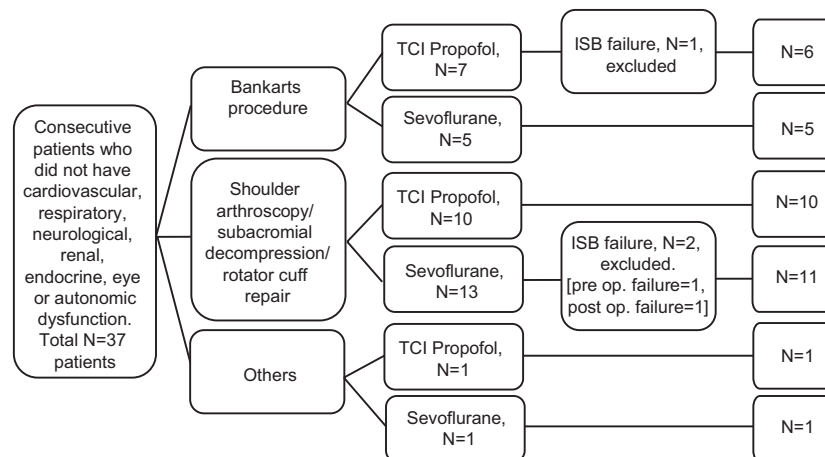 Consecutive
patients who
did not have
cardiovascular,
respiratory,
neurological,
renal,
endocrine, eye
or autonomic
dysfunction.
Total N=37
patients
Bankarts
procedure
TCI Propofol,
N=7
ISB failure, N=1,
excluded
N=6
Sevoflurane,
N=5
N=5
Shoulder
arthroscopy/
subacromial
decompression/
rotator cuff
repair
TCI Propofol,
N=10
N=10
Sevoflurane,
N=13
ISB failure, N=2,
excluded.
[pre op. failure=1,
post op. failure=1]
N=11
Others
TCI Propofol,
N=1
N=1
Sevoflurane,
N=1
N=1